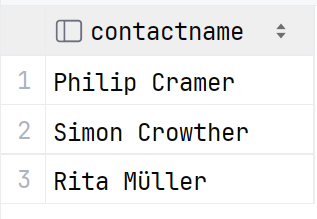 contactname
1 Philip Cramer
2 Simon Crowther
3 Rita Müller